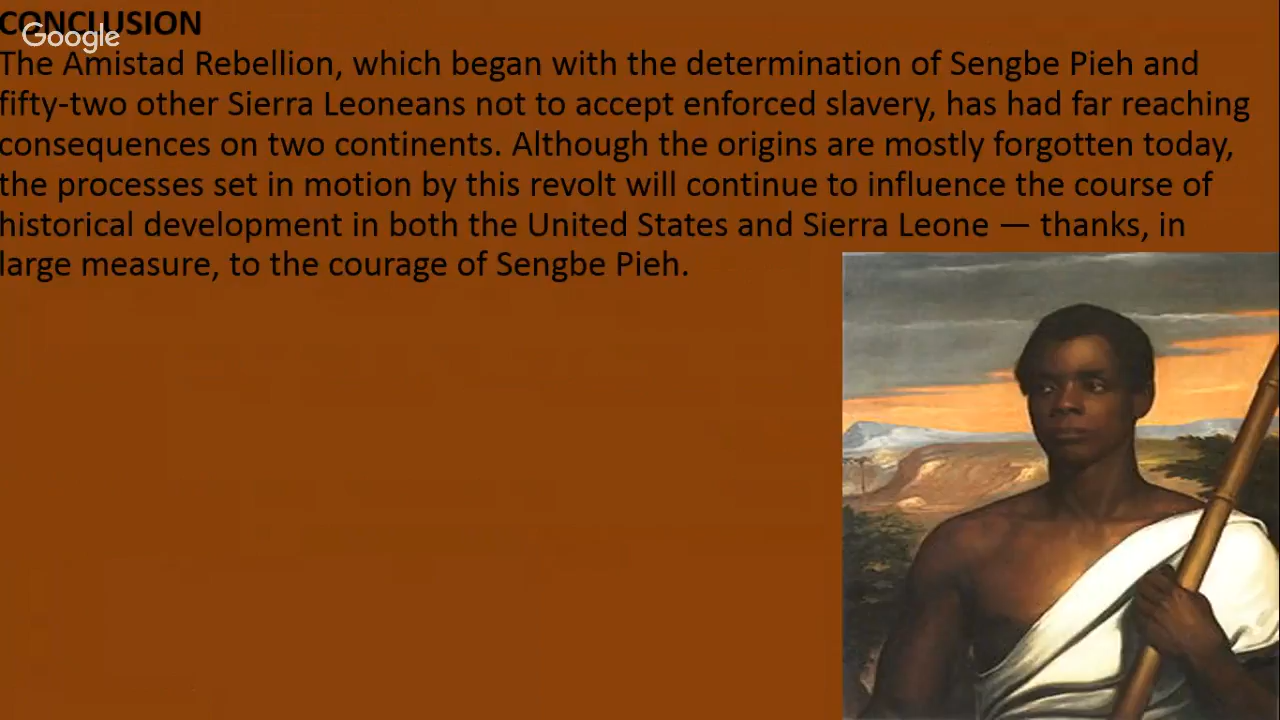 CONCLUSION
Google
The Amistad Rebellion, which began with the determination of Sengbe Pieh and
fifty-two other Sierra Leoneans not to accept enforced slavery, has had far reaching
consequences on two continents. Although the origins are mostly forgotten today,
the processes set in motion by this revolt will continue to influence the course of
historical development in both the United States and Sierra Leone — thanks, in
large measure, to the courage of Sengbe Pieh.